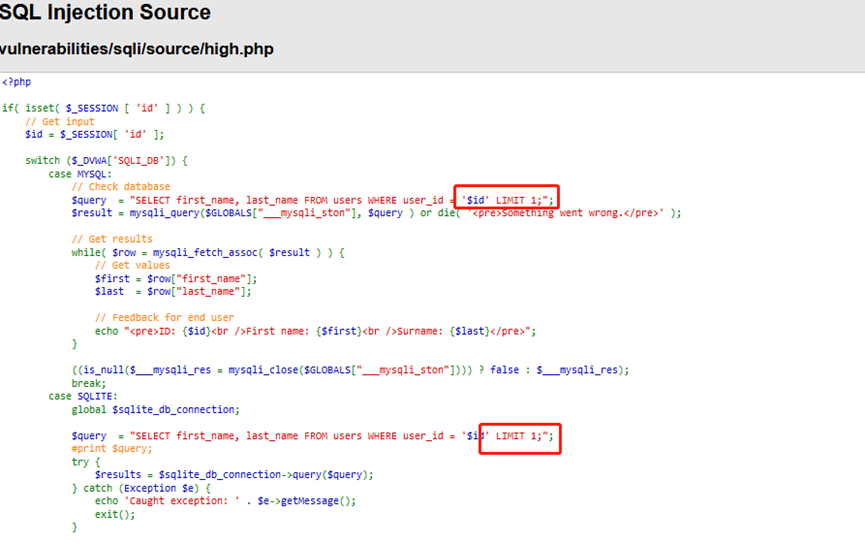 SQL Injection Source
vulnerabilities/sqli/source/high.php
<?php
if( isset( $_SESSION [ 'id' ] ) ) {
// Get input
$id = $_SESSION[ 'id' ];
switch ($_DVWA['SQLI_DB']) {
case MYSQL:
// Check database
$query  = "SELECT first_name, last_name FROM users WHERE user_id = '$id' LIMIT 1;";
$result = mysqli_query($GLOBALS["___mysqli_ston"], $query ) or die( '<pre>Something went wrong.</pre>' );
// Get results
while( $row = mysqli_fetch_assoc( $result ) ) {
// Get values
$first = $row["first_name"];
$last  = $row["last_name"];
// Feedback for end user
echo "<pre>ID: {$id}<br />First name: {$first}<br />Surname: {$last}</pre>";
}
((is_null($___mysqli_res = mysqli_close($GLOBALS["___mysqli_ston"]))) ? false : $___mysqli_res);
break;
case SQLITE:
global $sqlite_db_connection;
$query  = "SELECT first_name, last_name FROM users WHERE user_id = '$id' LIMIT 1;";
#print $query;
try {
$results = $sqlite_db_connection->query($query);
} catch (Exception $e) {
echo 'Caught exception: ' . $e->getMessage();
exit();
}